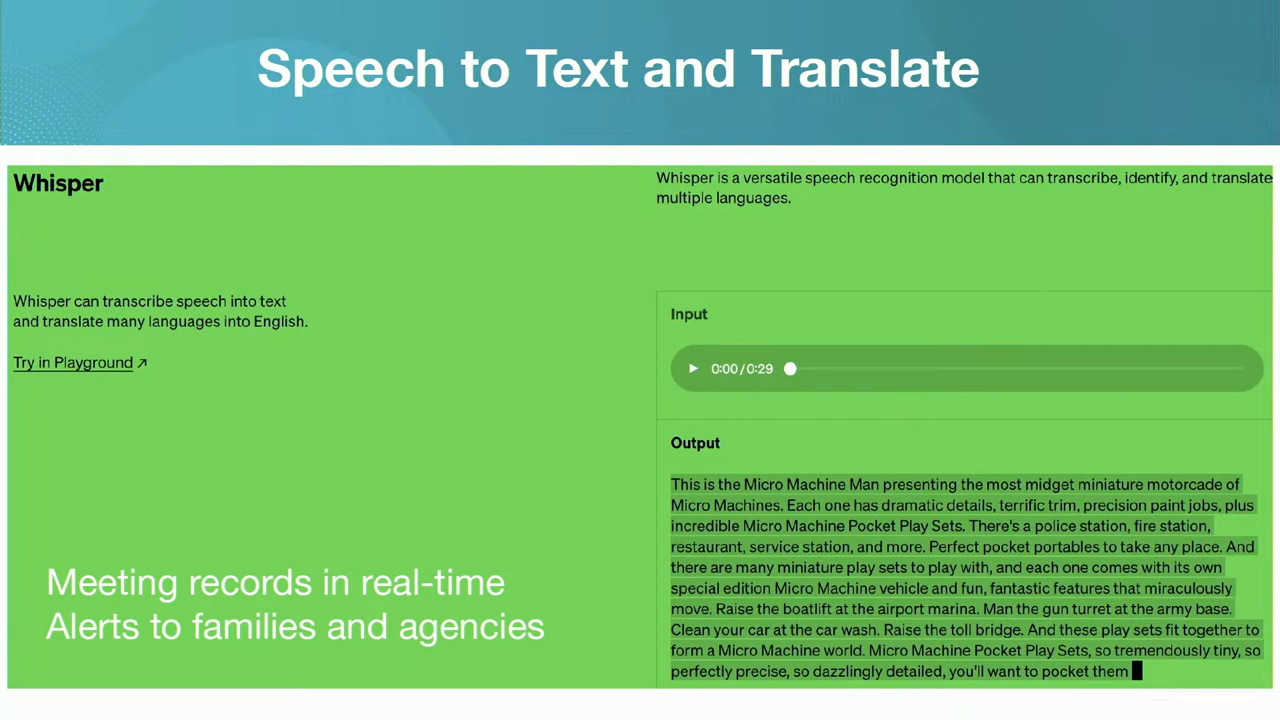 Speech to Text and Translate
Whisper
Whisper is a versatile speech recognition model that can transcribe, identify, and translate
multiple languages.
Whisper can transcribe speech into text
and translate many languages into English.
Try in Playground ↗
Meeting records in real-time
Alerts to families and agencies
Input
0:00 / 0:29
Output
This is the Micro Machine Man presenting the most midget miniature motorcade of
Micro Machines. Each one has dramatic details, terrific trim, precision paint jobs, plus
incredible Micro Machine Pocket Play Sets. There's a police station, fire station,
restaurant, service station, and more. Perfect pocket portables to take any place. And
there are many miniature play sets to play with, and each one comes with its own
special edition Micro Machine vehicle and fun, fantastic features that miraculously
move. Raise the boatlift at the airport marina. Man the gun turret at the army base.
Clean your car at the car wash. Raise the toll bridge. And these play sets fit together to
form a Micro Machine world. Micro Machine Pocket Play Sets, so tremendously tiny, so
perfectly precise, so dazzlingly detailed, you'll want to pocket them